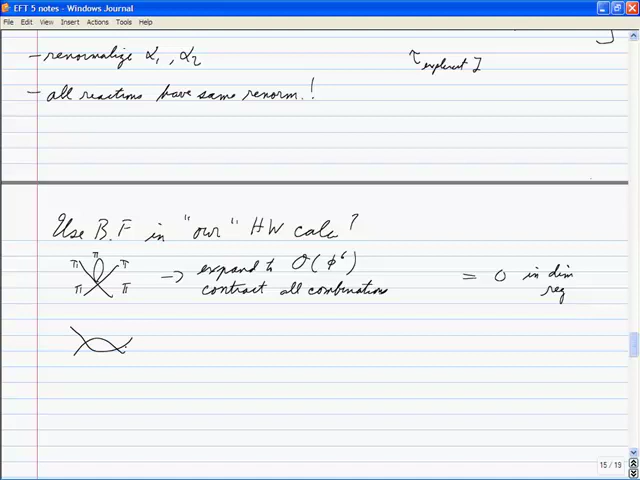 EFT 5 notes - Windows Journal
File Edit View Insert Actions Tools Help
- renormalize α₁, α₂
τ explicit J
- all reactions have same renorm.!
Use B.F in "our" HW calc?
π π π
→ expand to O(φ⁶)
= 0 in dim
π π
contract all combinations
reg
15 / 19